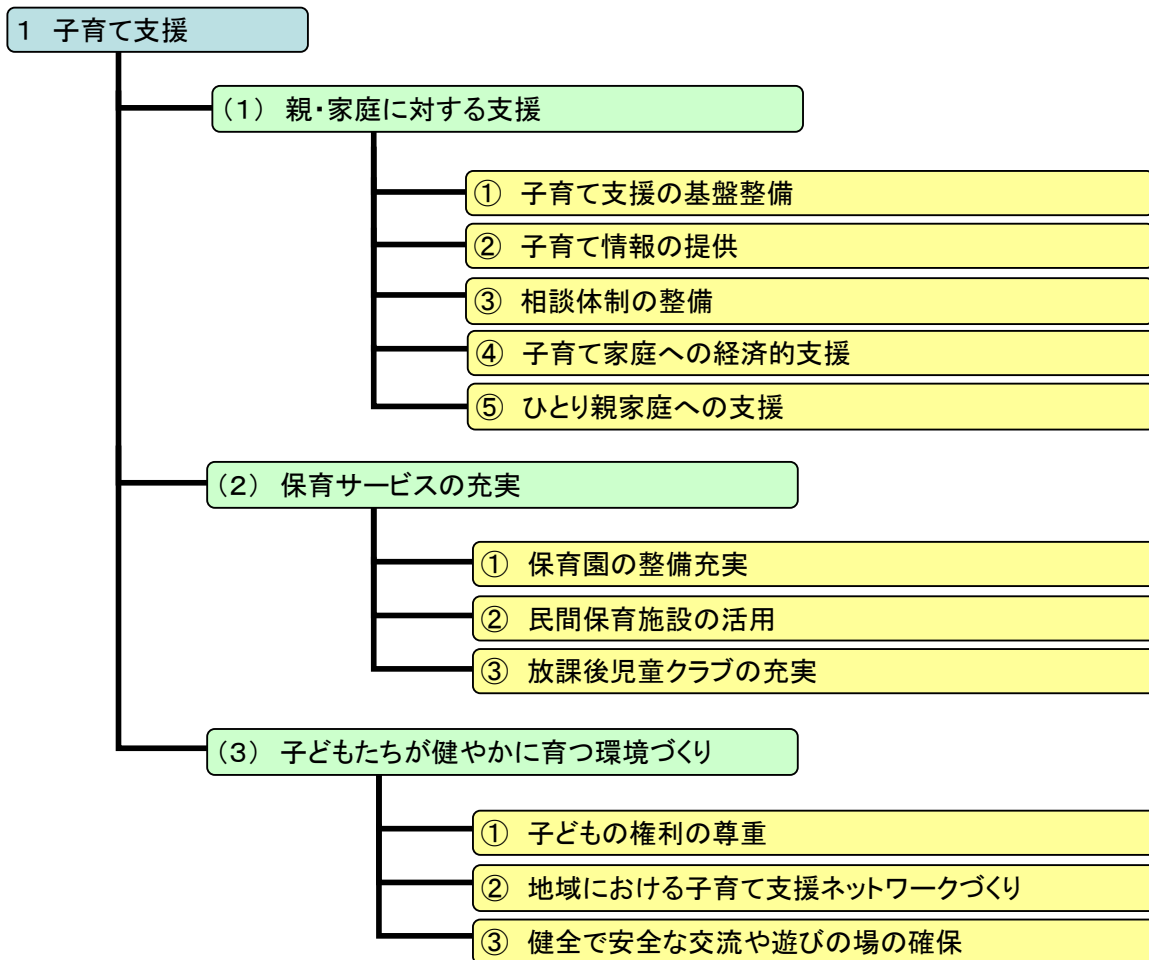 1 子育て支援
（1） 親・家庭に対する支援
① 子育て支援の基盤整備
② 子育て情報の提供
③ 相談体制の整備
④ 子育て家庭への経済的支援
⑤ ひとり親家庭への支援
（2） 保育サービスの充実
① 保育園の整備充実
② 民間保育施設の活用
③ 放課後児童クラブの充実
（3） 子どもたちが健やかに育つ環境づくり
① 子どもの権利の尊重
② 地域における子育て支援ネットワークづくり
③ 健全で安全な交流や遊びの場の確保